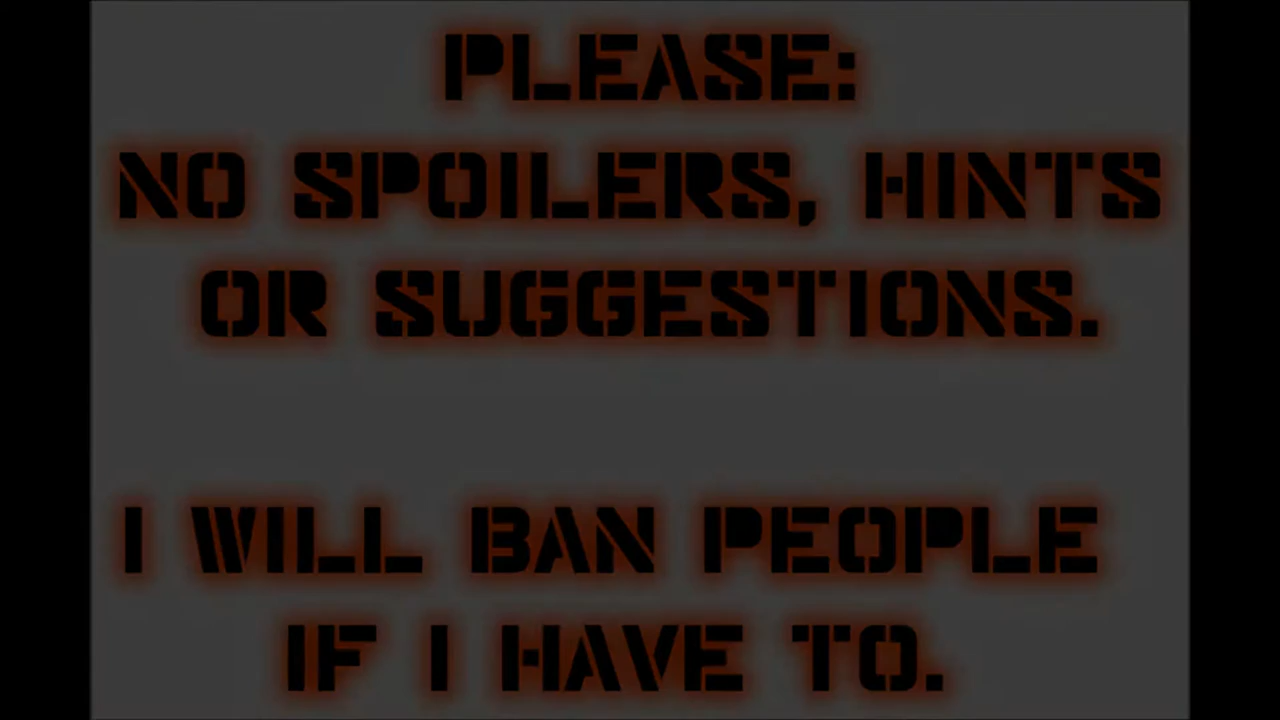 PLEASE:
NO SPOILERS, HINTS
OR SUGGESTIONS.
I WILL BAN PEOPLE
IF I HAVE TO.